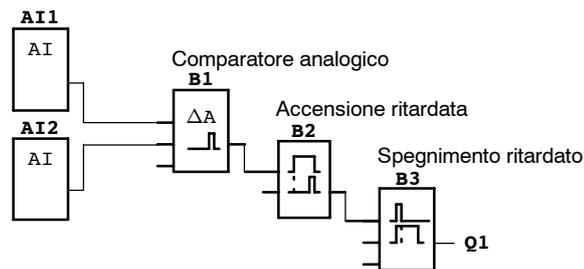 AI1
AI
Comparatore analogico
B1
ΔA
Accensione ritardata
AI2
B2
AI
Spegnimento ritardato
B3
Q1